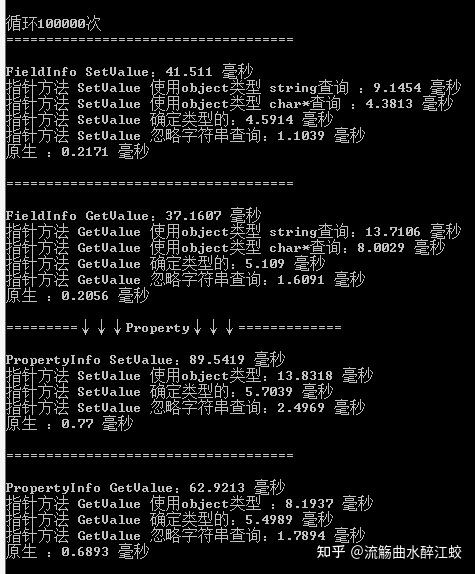 循环100000次
====================================
FieldInfo SetValue：41.511 毫秒
指针方法 SetValue 使用object类型 string查询 ：9.1454 毫秒
指针方法 SetValue 使用object类型 char*查询 ：4.3813 毫秒
指针方法 SetValue 确定类型的：4.5914 毫秒
指针方法 SetValue 忽略字符串查询：1.1039 毫秒
原生 ：0.2171 毫秒
====================================
FieldInfo GetValue：37.1607 毫秒
指针方法 GetValue 使用object类型 string查询：13.7106 毫秒
指针方法 GetValue 使用object类型 char*查询：8.0029 毫秒
指针方法 GetValue 确定类型的：5.109 毫秒
指针方法 GetValue 忽略字符串查询：1.6091 毫秒
原生 ：0.2056 毫秒
=========↓↓↓Property↓↓↓=============
PropertyInfo SetValue：89.5419 毫秒
指针方法 SetValue 使用object类型：13.8318 毫秒
指针方法 SetValue 确定类型的：5.7039 毫秒
指针方法 SetValue 忽略字符串查询：2.4969 毫秒
原生 ：0.77 毫秒
====================================
PropertyInfo GetValue：62.9213 毫秒
指针方法 GetValue 使用object类型 ：8.1937 毫秒
指针方法 GetValue 确定类型的：5.4989 毫秒
指针方法 GetValue 忽略字符串查询：1.7894 毫秒
原生 ：0.6893 毫秒
知乎 @流觞曲水醉江蛟